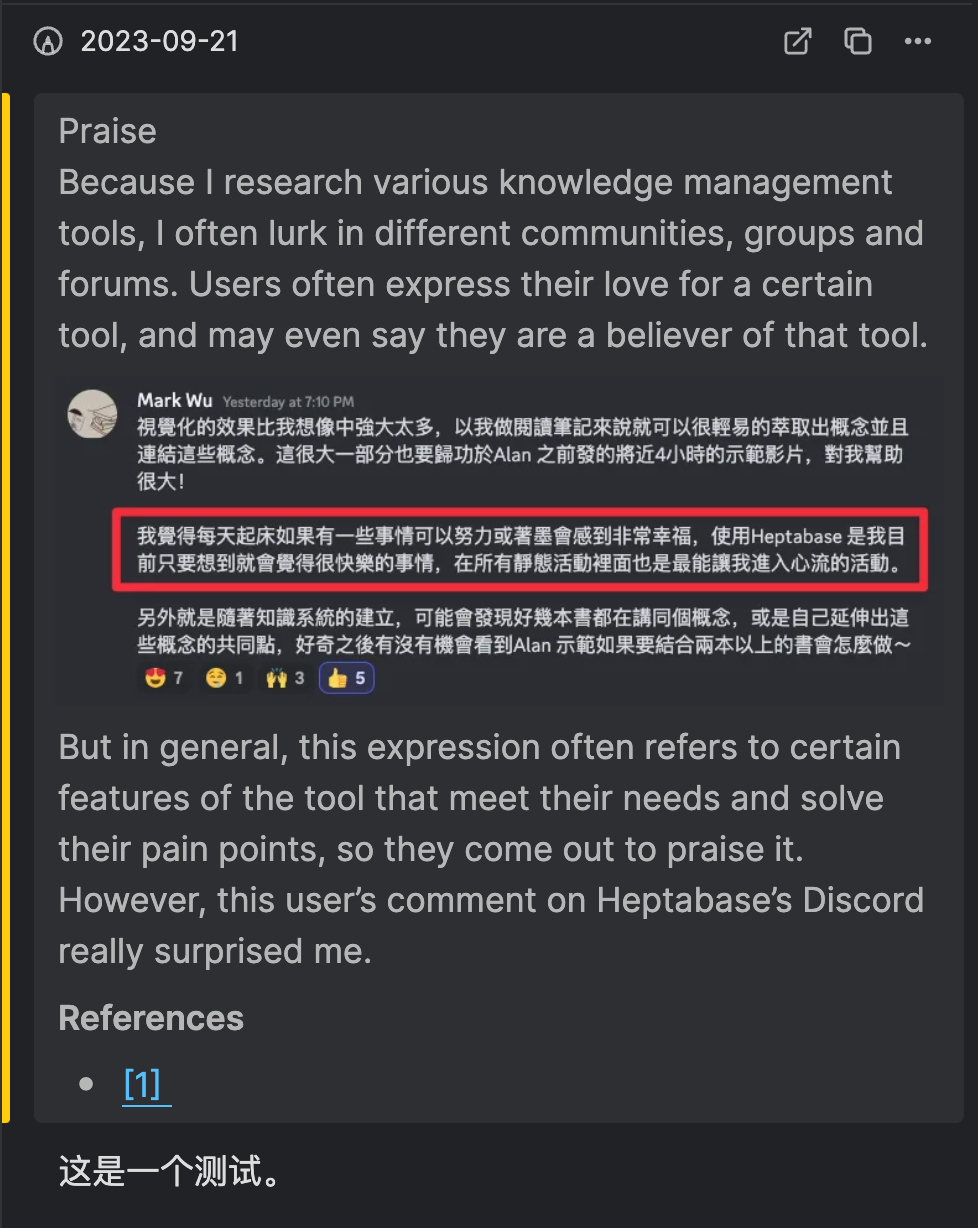 2023-09-21
Praise
Because I research various knowledge management
tools, I often lurk in different communities, groups and
forums. Users often express their love for a certain
tool, and may even say they are a believer of that tool.
Mark Wu Yesterday at 7:10 PM
視覺化的效果比我想像中強大太多，以我做閱讀筆記來說就可以很輕易的萃取出概念並且
連結這些概念。這很大一部分也要歸功於Alan 之前發的將近4小時的示範影片，對我幫助
很大！
我覺得每天起床如果有一些事情可以努力或著墨會感到非常幸福，使用Heptabase 是我目
前只要想到就會覺得很快樂的事情，在所有靜態活動裡面也是最能讓我進入心流的活動。
另外就是隨著知識系統的建立，可能會發現好幾本書都在講同個概念，或是自己延伸出這
些概念的共同點，好奇之後有沒有機會看到Alan 示範如果要結合兩本以上的書會怎麼做～
😍 7 🤤 1 🙌 3 👍 5
But in general, this expression often refers to certain
features of the tool that meet their needs and solve
their pain points, so they come out to praise it.
However, this user’s comment on Heptabase’s Discord
really surprised me.
References
• [1]
这是一个测试。